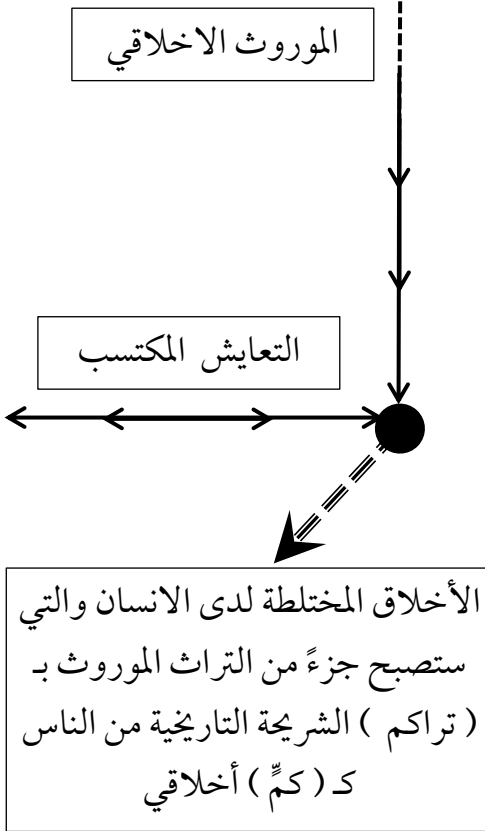 الموروث الاخلاقي
التعايش المكتسب
الأخلاق المختلطة لدى الانسان والتي
ستصبح جزءً من التراث الموروث بـ
( تراكم ) الشريحة التاريخية من الناس
كـ ( كمٍّ ) أخلاقي